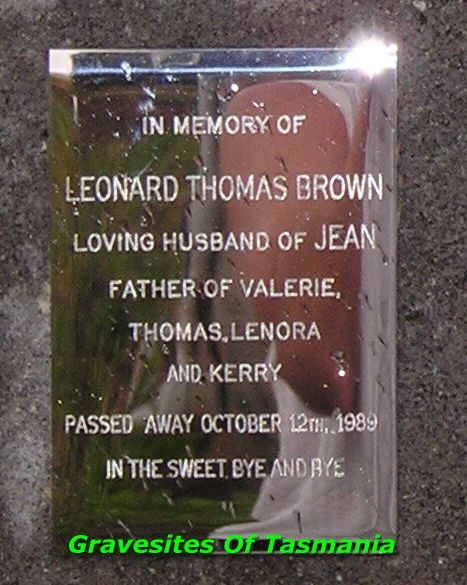 IN MEMORY OF
LEONARD THOMAS BROWN
LOVING HUSBAND OF JEAN
FATHER OF VALERIE,
THOMAS, LENORA
AND KERRY
PASSED AWAY OCTOBER 12TH, 1989
IN THE SWEET BYE AND BYE
Gravesites Of Tasmania